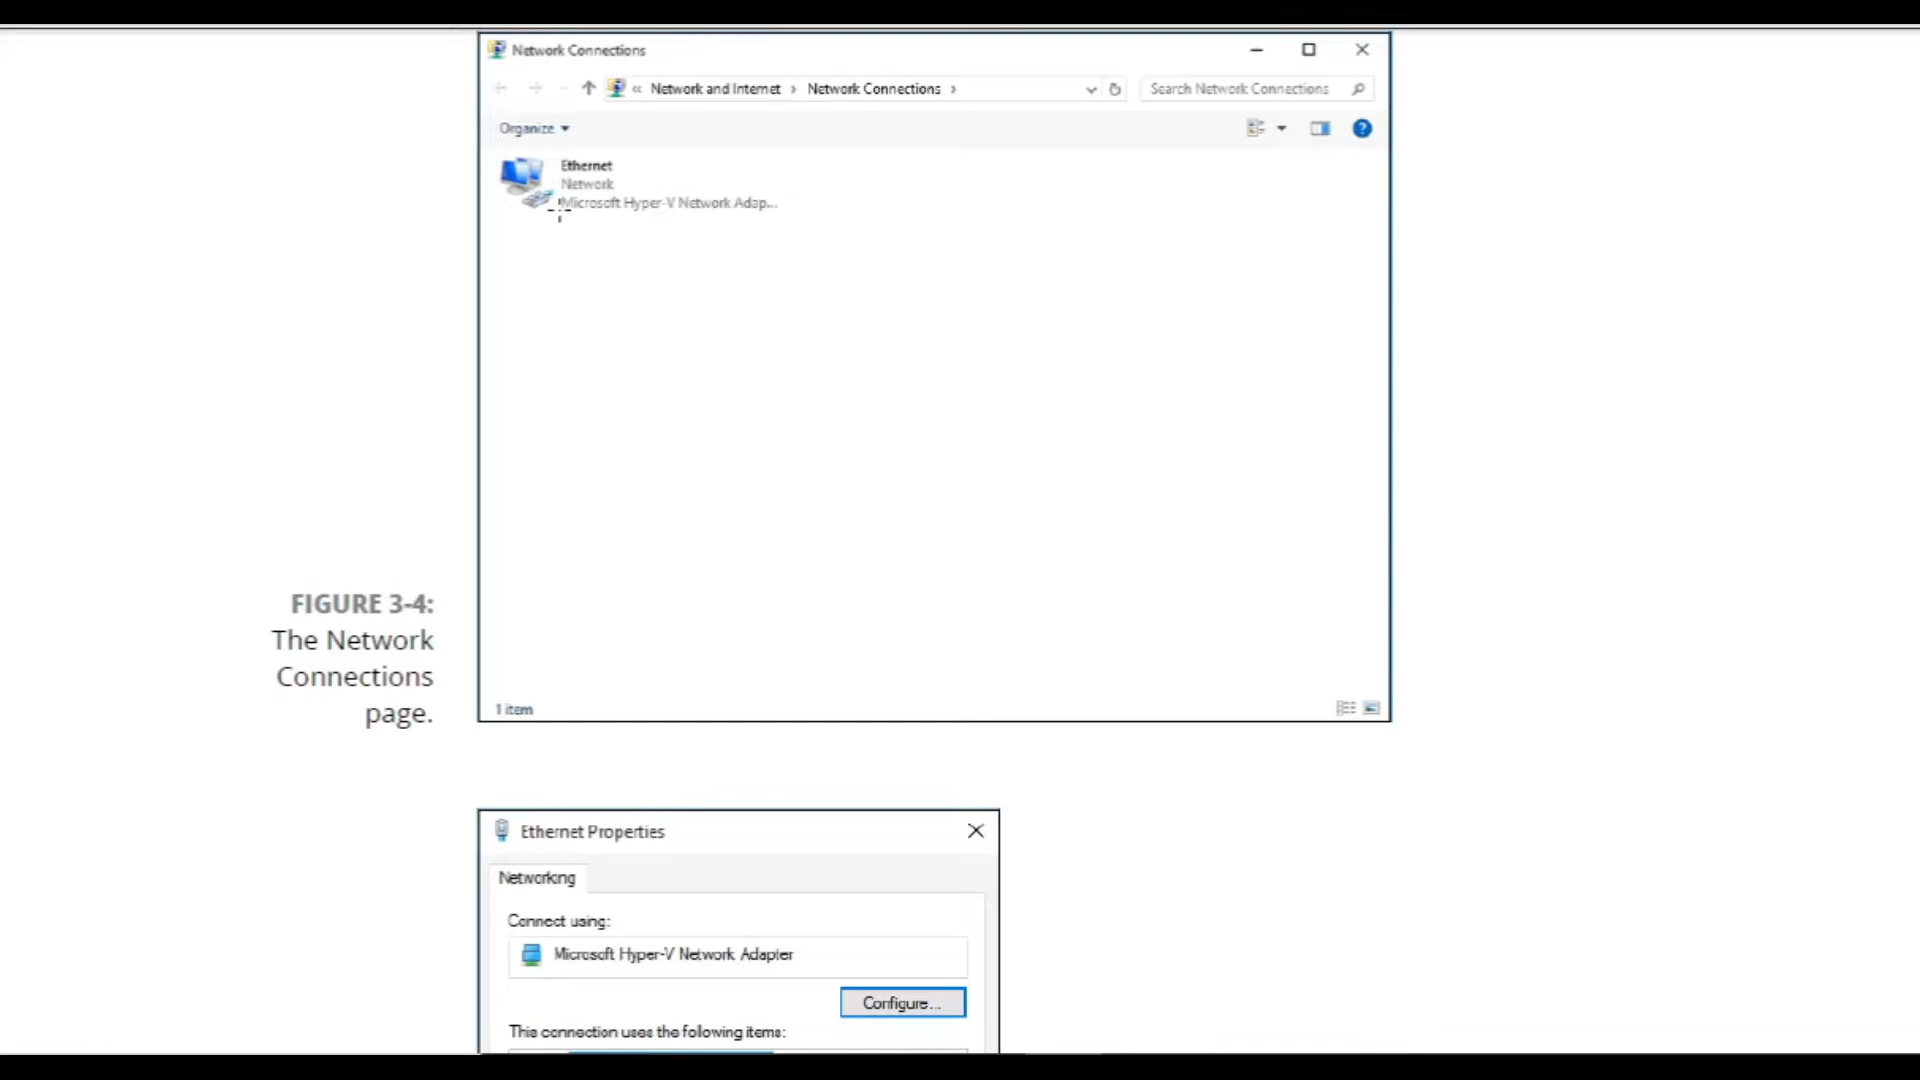 Network Connections
« Network and Internet › Network Connections ›
Search Network Connections
Organize
Ethernet
Network
Microsoft Hyper-V Network Adap...
FIGURE 3-4:
The Network
Connections
page.
1 item
Ethernet Properties
Networking
Connect using:
Microsoft Hyper-V Network Adapter
Configure...
This connection uses the following items: